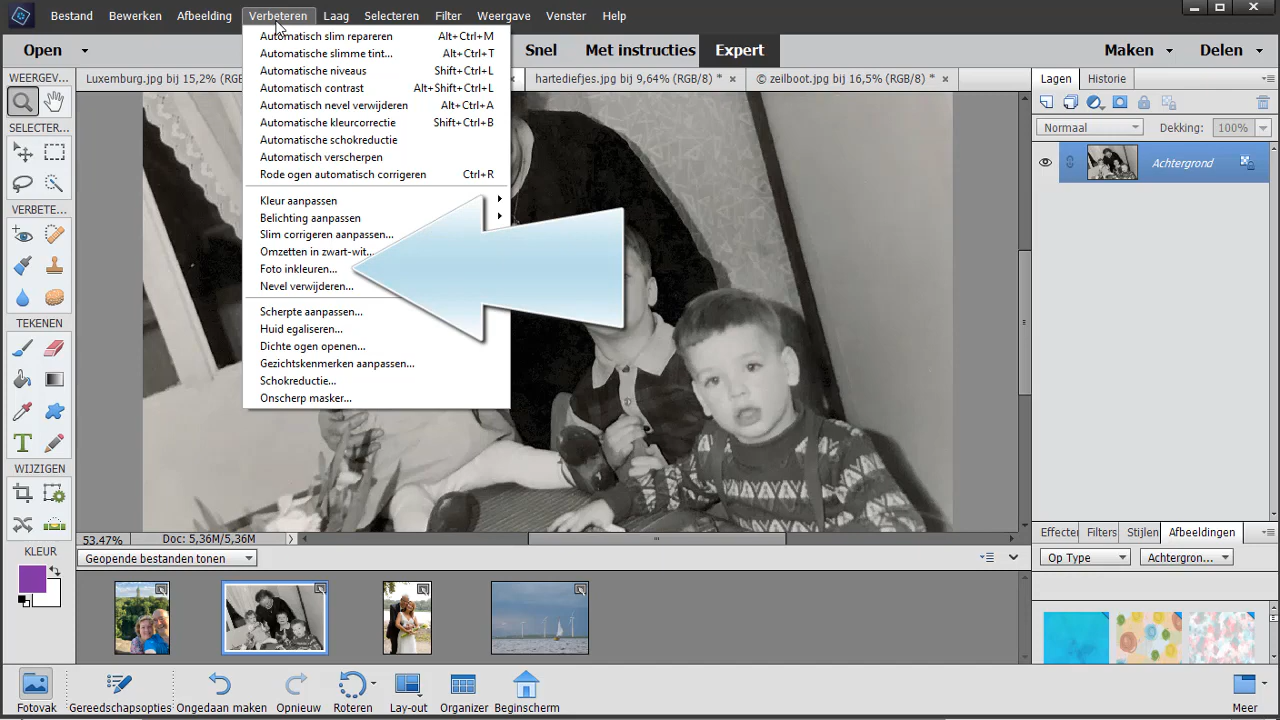 Bestand Bewerken Afbeelding Verbeteren Laag Selecteren Filter Weergave Venster Help
Open Snel Met instructies Expert Maken Delen
Luxemburg.jpg bij 15,2% (RGB/8) hartediefjes.jpg bij 9,64% (RGB/8) * × © zeilboot.jpg bij 16,5% (RGB/8) * ×
Automatisch slim repareren Alt+Ctrl+M
Automatische slimme tint... Alt+Ctrl+T
Automatische niveaus Shift+Ctrl+L
Automatische contrast Alt+Shift+Ctrl+L
Automatisch nevel verwijderen Alt+Ctrl+A
Automatische kleurcorrectie Shift+Ctrl+B
Automatische schokreductie
Automatisch verscherpen
Rode ogen automatisch corrigeren Ctrl+R
Kleur aanpassen
Belichting aanpassen
Slim corrigeren aanpassen...
Omzetten in zwart-wit...
Foto inkleuren...
Nevel verwijderen...
Scherpte aanpassen...
Huid egaliseren...
Dichte ogen openen...
Gezichtskenmerken aanpassen...
Schokreductie...
Onscherp masker...
WEERGEV...
SELECTER...
VERBETE...
TEKENEN
WIJZIGEN
KLEUR
Lagen Historie
Normaal Dekking: 100%
Achtergrond
53.47% Doc: 5,36M/5,36M
Geopende bestanden tonen
Effecter Filters Stijlen Afbeeldingen
Op Type Achtergron...
Fotovak Gereedschapsopties Ongedaan maken Opnieuw Roteren Lay-out Organizer Beginscherm Meer